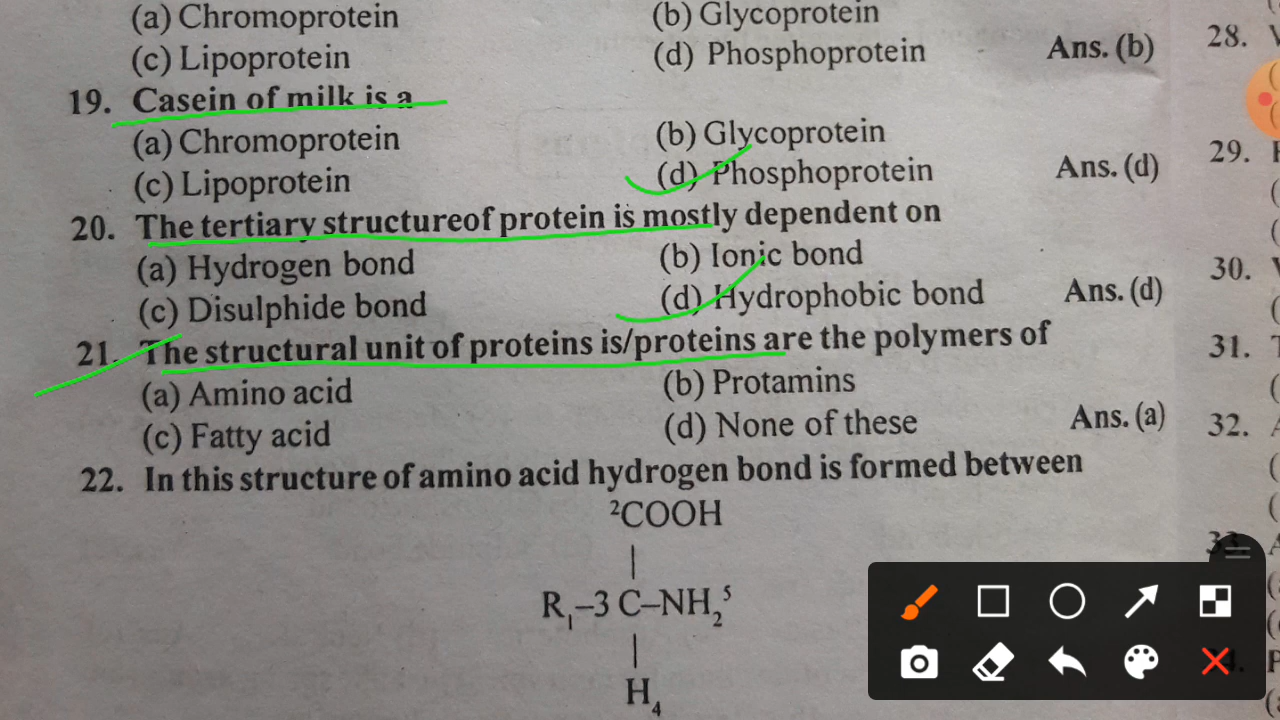 (a) Chromoprotein (b) Glycoprotein
(c) Lipoprotein (d) Phosphoprotein Ans. (b)
19. Casein of milk is a
(a) Chromoprotein (b) Glycoprotein
(c) Lipoprotein (d) Phosphoprotein Ans. (d)
20. The tertiary structureof protein is mostly dependent on
(a) Hydrogen bond (b) Ionic bond
(c) Disulphide bond (d) Hydrophobic bond Ans. (d)
21. The structural unit of proteins is/proteins are the polymers of
(a) Amino acid (b) Protamins
(c) Fatty acid (d) None of these Ans. (a)
22. In this structure of amino acid hydrogen bond is formed between
²COOH
|
R₁–3 C–NH₂⁵
|
H₄
28.
29.
30.
31.
32.
33.